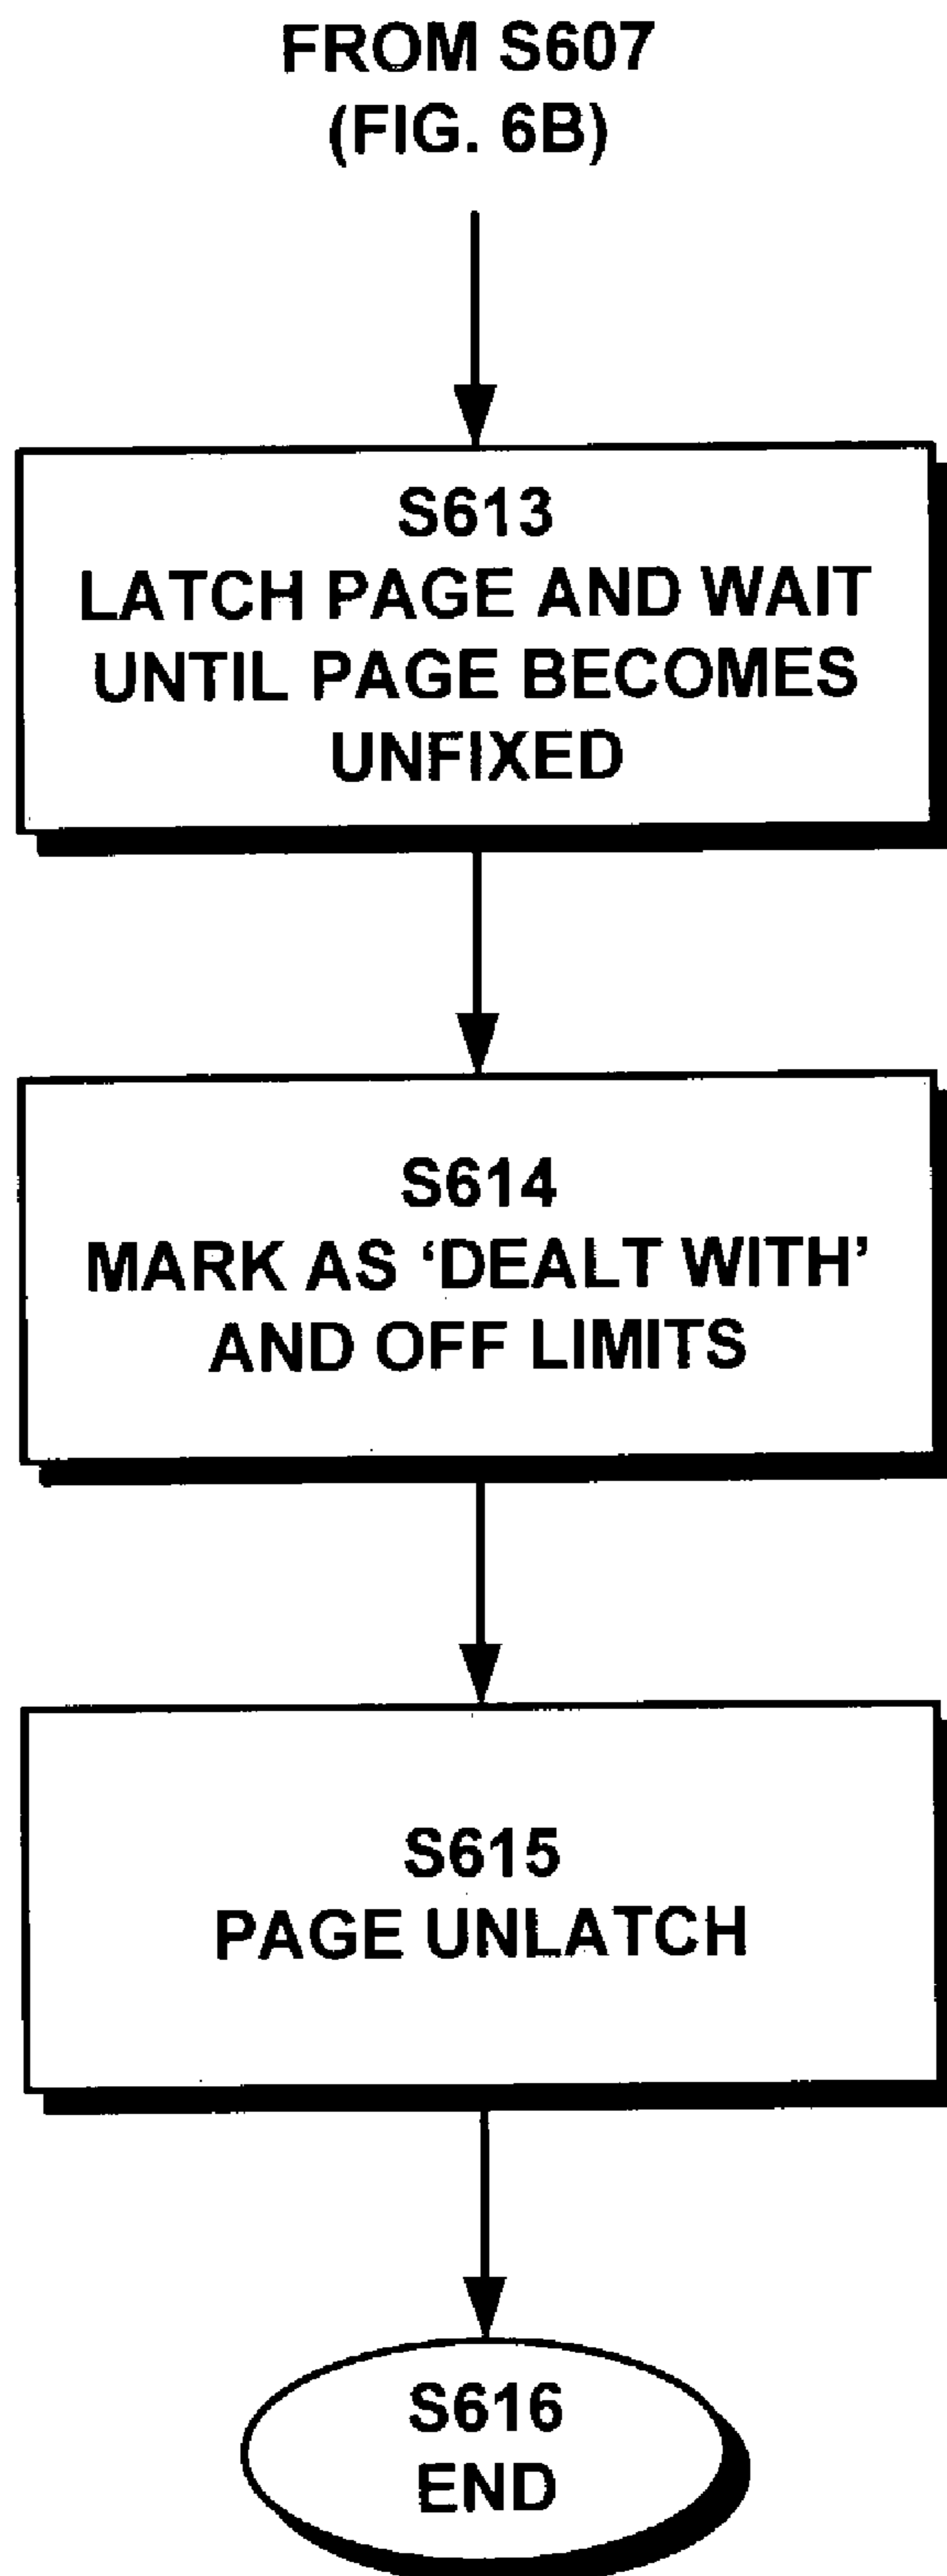 FROM S607
(FIG. 6B)
S613
LATCH PAGE AND WAIT
UNTIL PAGE BECOMES
UNFIXED
S614
MARK AS ‘DEALT WITH’
AND OFF LIMITS
S615
PAGE UNLATCH
S616
END